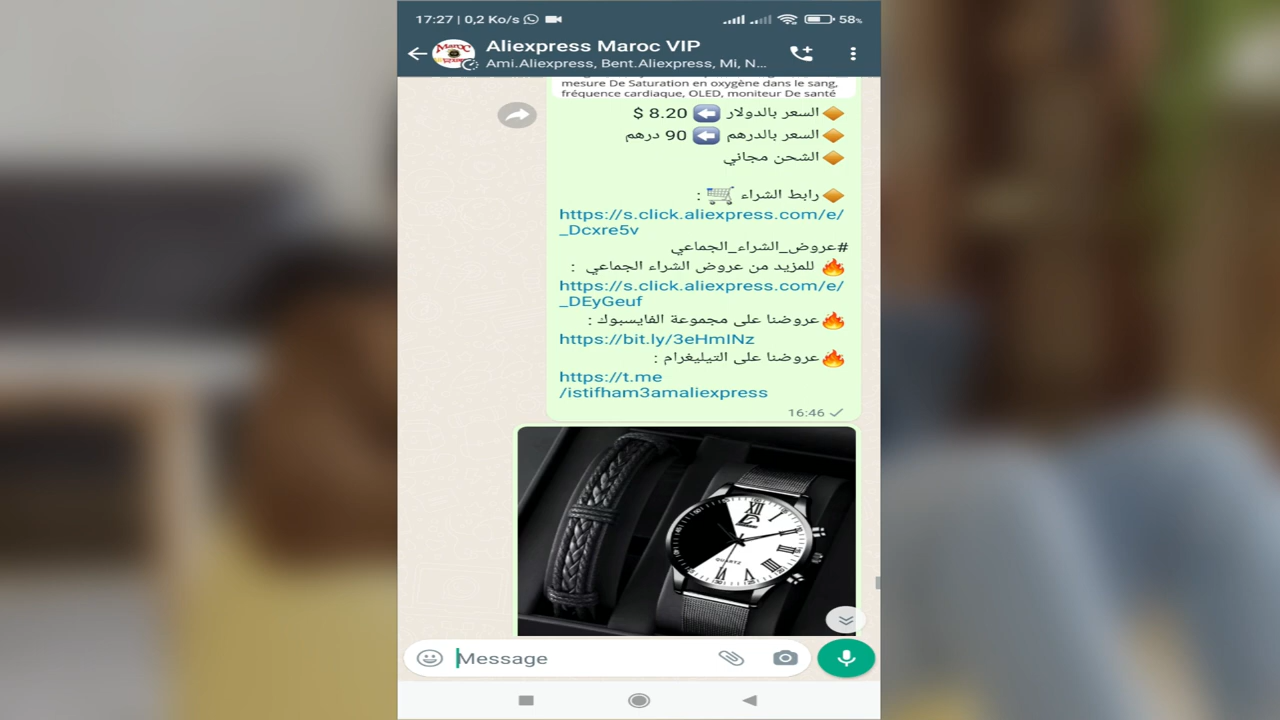 17:27 | 0,2 Ko/s
58%
Aliexpress Maroc VIP
Ami.Aliexpress, Bent.Aliexpress, Mi, N...
mesure De Saturation en oxygène dans le sang,
fréquence cardiaque, OLED, moniteur De santé
🔶السعر بالدولار ⬅️ 8.20 $
🔶السعر بالدرهم ⬅️ 90 درهم
🔶الشحن مجاني
🔶رابط الشراء 🛒 :
https://s.click.aliexpress.com/e/
_Dcxre5v
#عروض_الشراء_الجماعي
🔥 للمزيد من عروض الشراء الجماعي :
https://s.click.aliexpress.com/e/
_DEyGeuf
🔥عروضنا على مجموعة الفايسبوك :
https://bit.ly/3eHmINz
🔥عروضنا على التيليغرام :
https://t.me
/istifham3amaliexpress
16:46
QUARTZ
Message